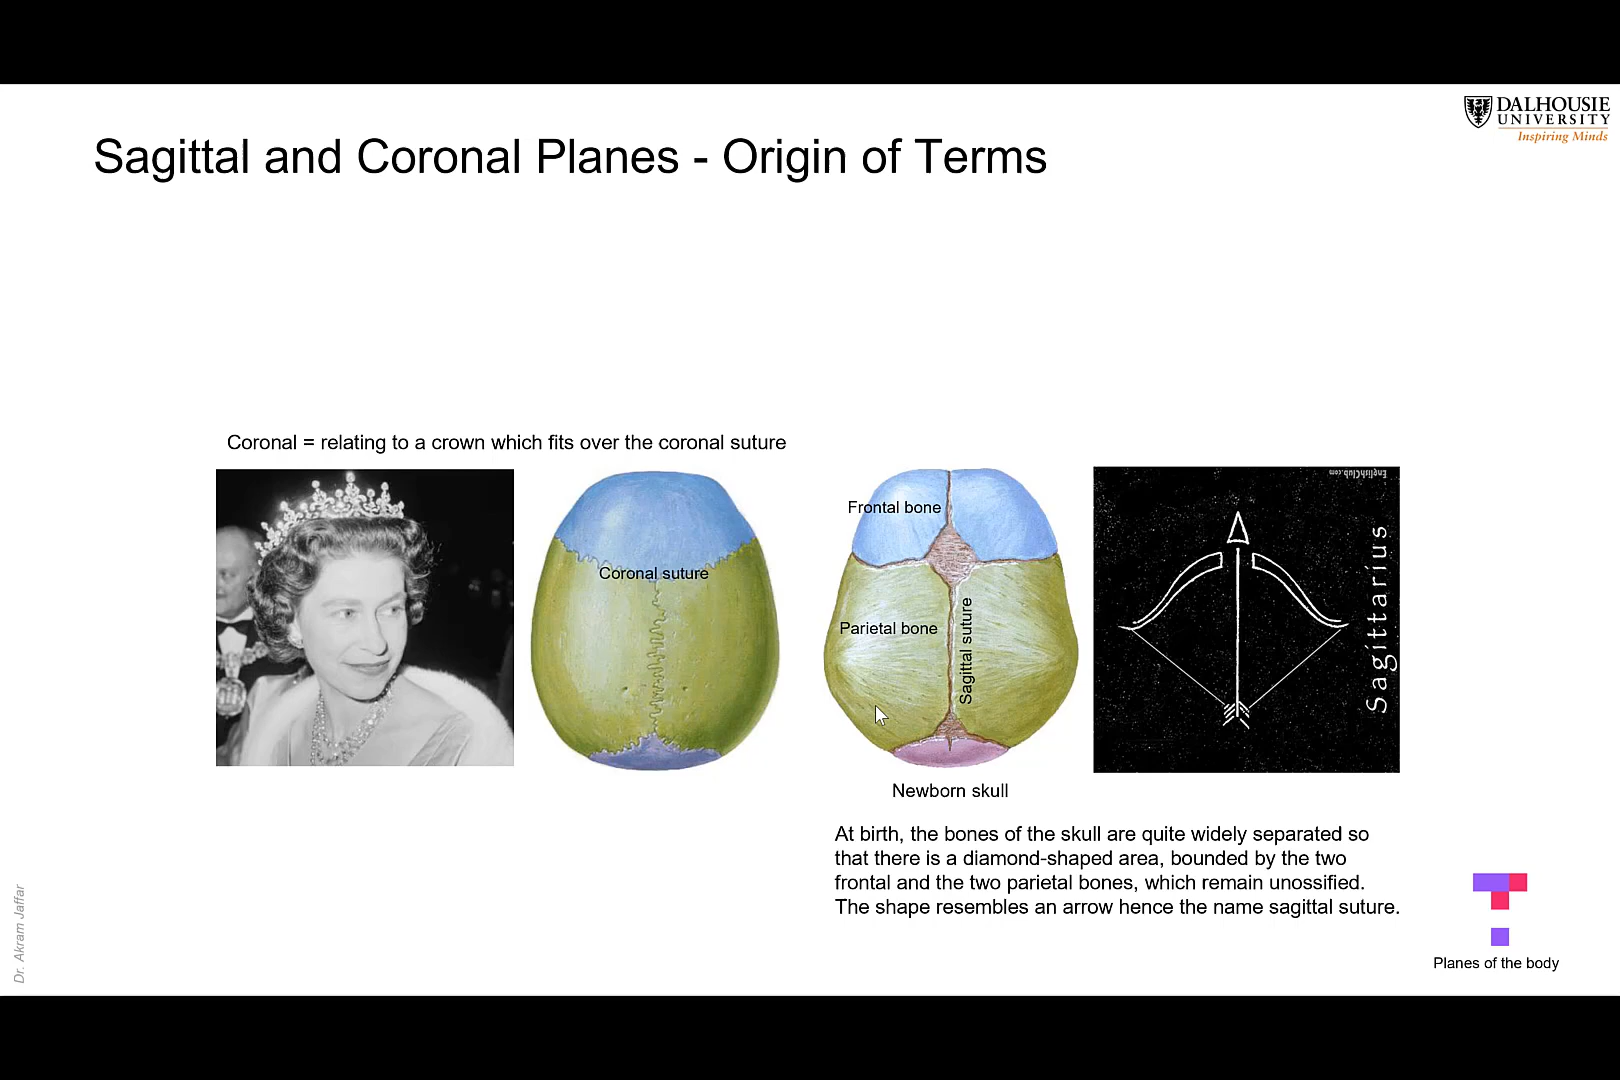 DALHOUSIE
UNIVERSITY
Inspiring Minds
Sagittal and Coronal Planes - Origin of Terms
Coronal = relating to a crown which fits over the coronal suture
Coronal suture
Frontal bone
Parietal bone
Sagittal suture
EnglishClub.com
Sagittarius
Newborn skull
At birth, the bones of the skull are quite widely separated so
that there is a diamond-shaped area, bounded by the two
frontal and the two parietal bones, which remain unossified.
The shape resembles an arrow hence the name sagittal suture.
Dr. Akram Jaffar
Planes of the body